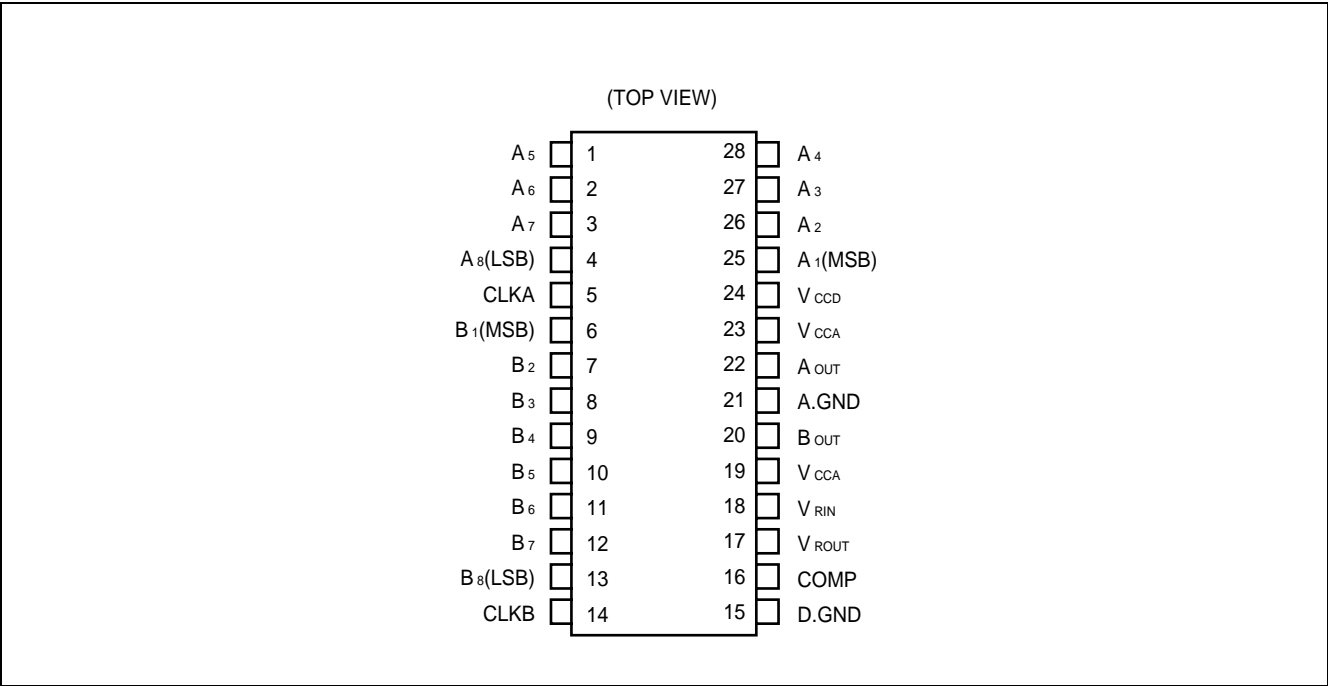 (TOP VIEW)
A5 1 28 A4
A6 2 27 A3
A7 3 26 A2
A8(LSB) 4 25 A1(MSB)
CLKA 5 24 VCCD
B1(MSB) 6 23 VCCA
B2 7 22 AOUT
B3 8 21 A.GND
B4 9 20 BOUT
B5 10 19 VCCA
B6 11 18 VRIN
B7 12 17 VROUT
B8(LSB) 13 16 COMP
CLKB 14 15 D.GND